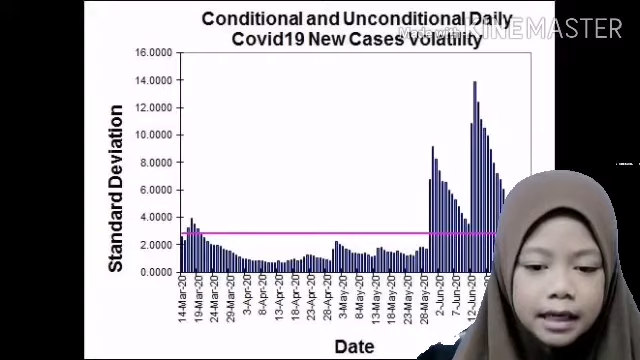 Conditional and Unconditional Daily
Covid19 New Cases Volatility
Made with KINEMASTER
16.0000
14.0000
12.0000
10.0000
8.0000
6.0000
4.0000
2.0000
0.0000
Standard Deviation
14-Mar-20
19-Mar-20
24-Mar-20
29-Mar-20
3-Apr-20
8-Apr-20
13-Apr-20
18-Apr-20
23-Apr-20
28-Apr-20
3-May-20
8-May-20
13-May-20
18-May-20
23-May-20
28-May-20
2-Jun-20
7-Jun-20
12-Jun-20
Date